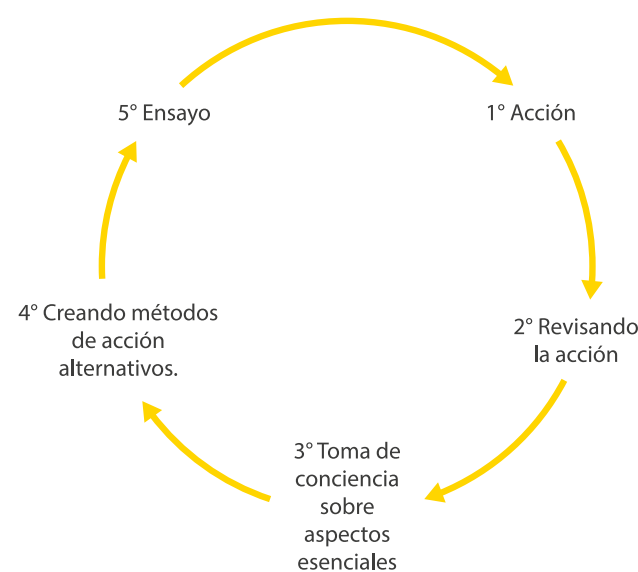 5° Ensayo
1° Acción
2° Revisando
la acción
3° Toma de
conciencia
sobre
aspectos
esenciales
4° Creando métodos
de acción
alternativos.